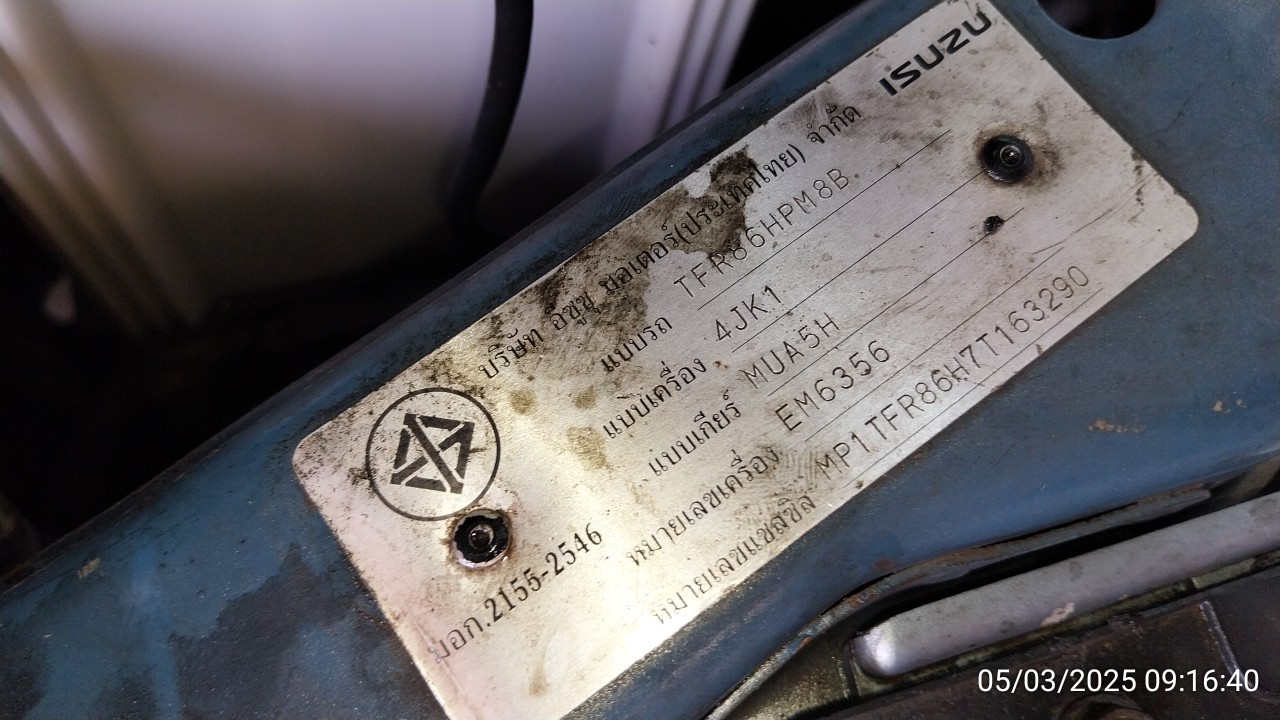 ISUZU
บริษัท อีซูซุ มอเตอร์(ประเทศไทย) จำกัด
แบบรถ TFR86HPM8B
แบบเครื่อง 4JK1
แบบเกียร์ MUA5H
หมายเลขเครื่อง EM6356
หมายเลขแชสซีส์ MP1TFR86H7T163290
มอก.2155-2546
05/03/2025 09:16:40